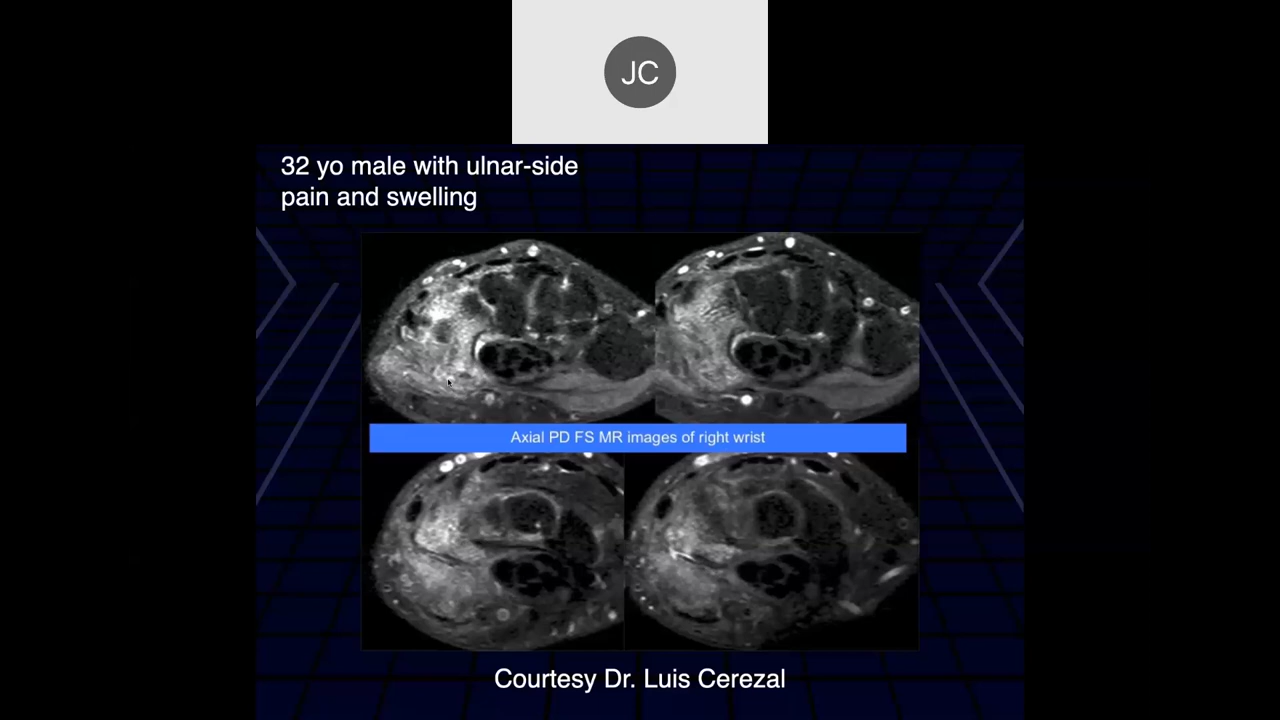 JC
32 yo male with ulnar-side
pain and swelling
Axial PD FS MR images of right wrist
Courtesy Dr. Luis Cerezal